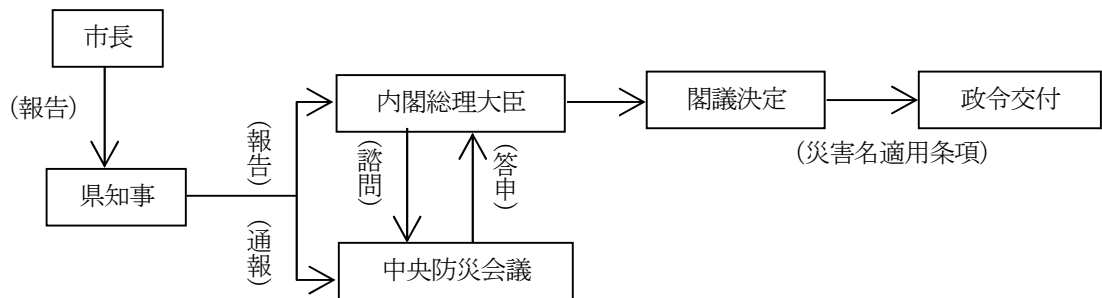 市長
(報告)
県知事
(報告)
(通報)
内閣総理大臣
(諮問)
(答申)
中央防災会議
閣議決定
政令交付
(災害名適用条項)